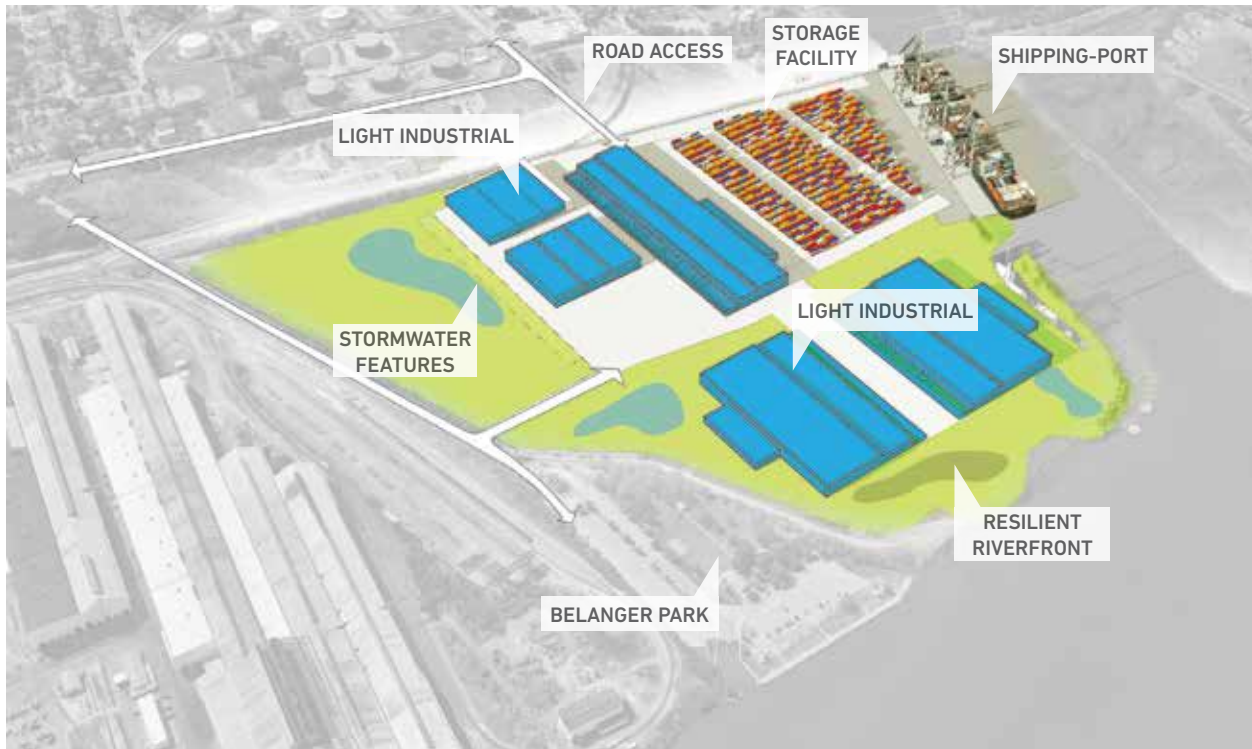 ROAD ACCESS
STORAGE
FACILITY
SHIPPING-PORT
LIGHT INDUSTRIAL
LIGHT INDUSTRIAL
STORMWATER
FEATURES
RESILIENT
RIVERFRONT
BELANGER PARK